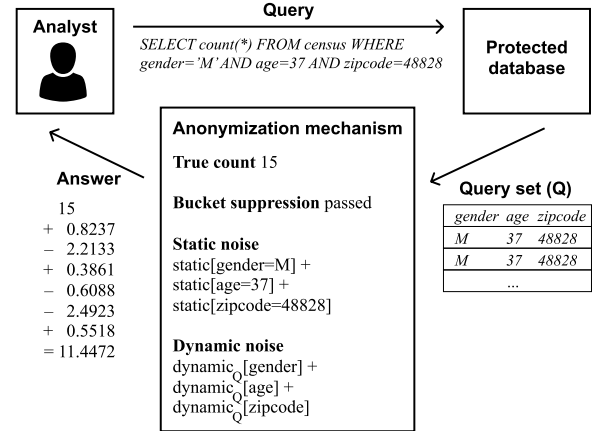 Query
Analyst
SELECT count(*) FROM census WHERE
gender='M' AND age=37 AND zipcode=48828
Protected
database
Anonymization mechanism
True count 15
Bucket suppression passed
Static noise
static[gender=M] +
static[age=37] +
static[zipcode=48828]
Dynamic noise
dynamicQ[gender] +
dynamicQ[age] +
dynamicQ[zipcode]
Answer
15
+ 0.8237
– 2.2133
+ 0.3861
– 0.6088
– 2.4923
+ 0.5518
= 11.4472
Query set (Q)
gender age zipcode
M 37 48828
M 37 48828
...